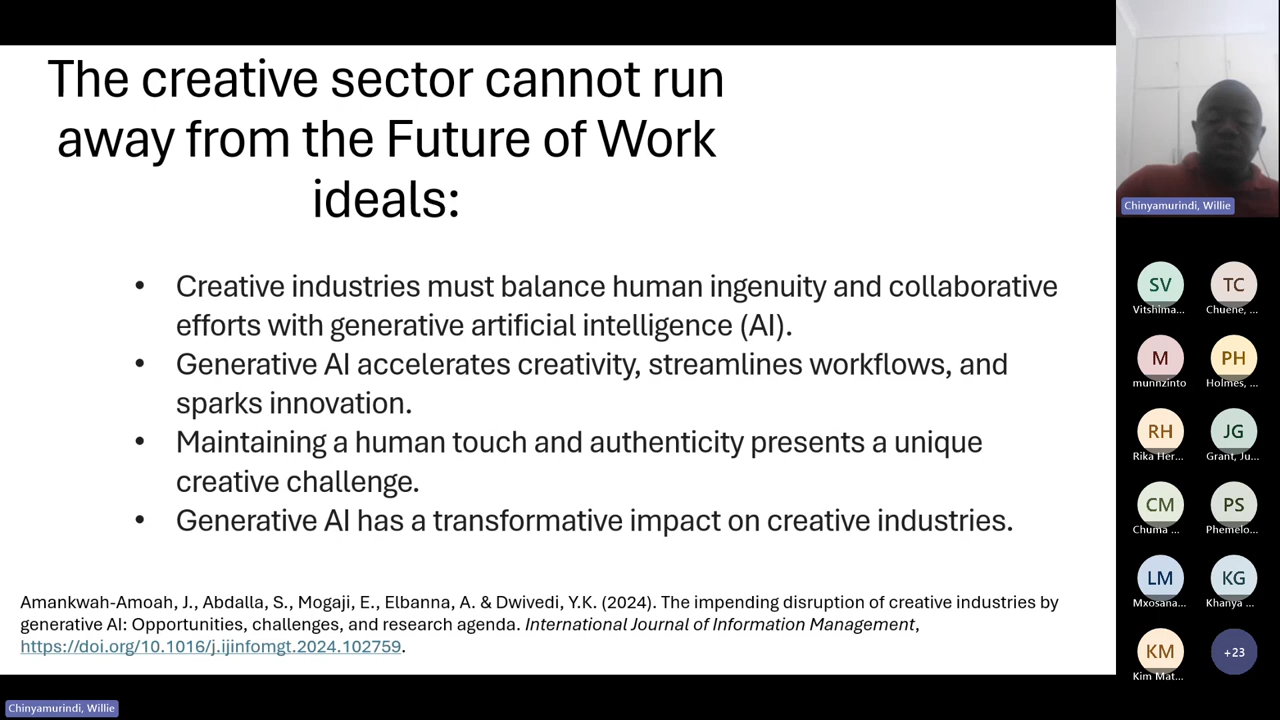 The creative sector cannot run
away from the Future of Work
ideals:
• Creative industries must balance human ingenuity and collaborative
efforts with generative artificial intelligence (AI).
• Generative AI accelerates creativity, streamlines workflows, and
sparks innovation.
• Maintaining a human touch and authenticity presents a unique
creative challenge.
• Generative AI has a transformative impact on creative industries.
Amankwah-Amoah, J., Abdalla, S., Mogaji, E., Elbanna, A. & Dwivedi, Y.K. (2024). The impending disruption of creative industries by
generative AI: Opportunities, challenges, and research agenda. International Journal of Information Management,
https://doi.org/10.1016/j.ijinfomgt.2024.102759.
Chinyamurindi, Willie
Chinyamurindi, Willie
SV TC
Vitshima... Chuene, ...
M PH
munnzinto Holmes, ...
RH JG
Rika Her... Grant, Ju...
CM PS
Chuma ... Phemelo...
LM KG
Mxosana... Khanya ...
KM +23
Kim Mat...